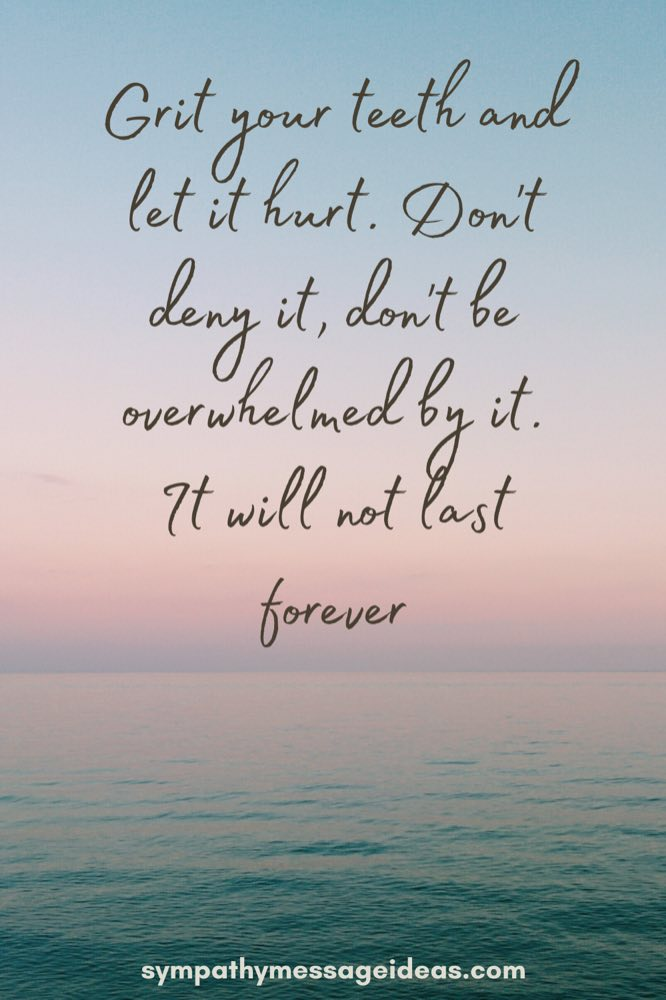 Grit your teeth and
let it hurt. Don't
deny it, don't be
overwhelmed by it.
It will not last
forever
sympathymessageideas.com